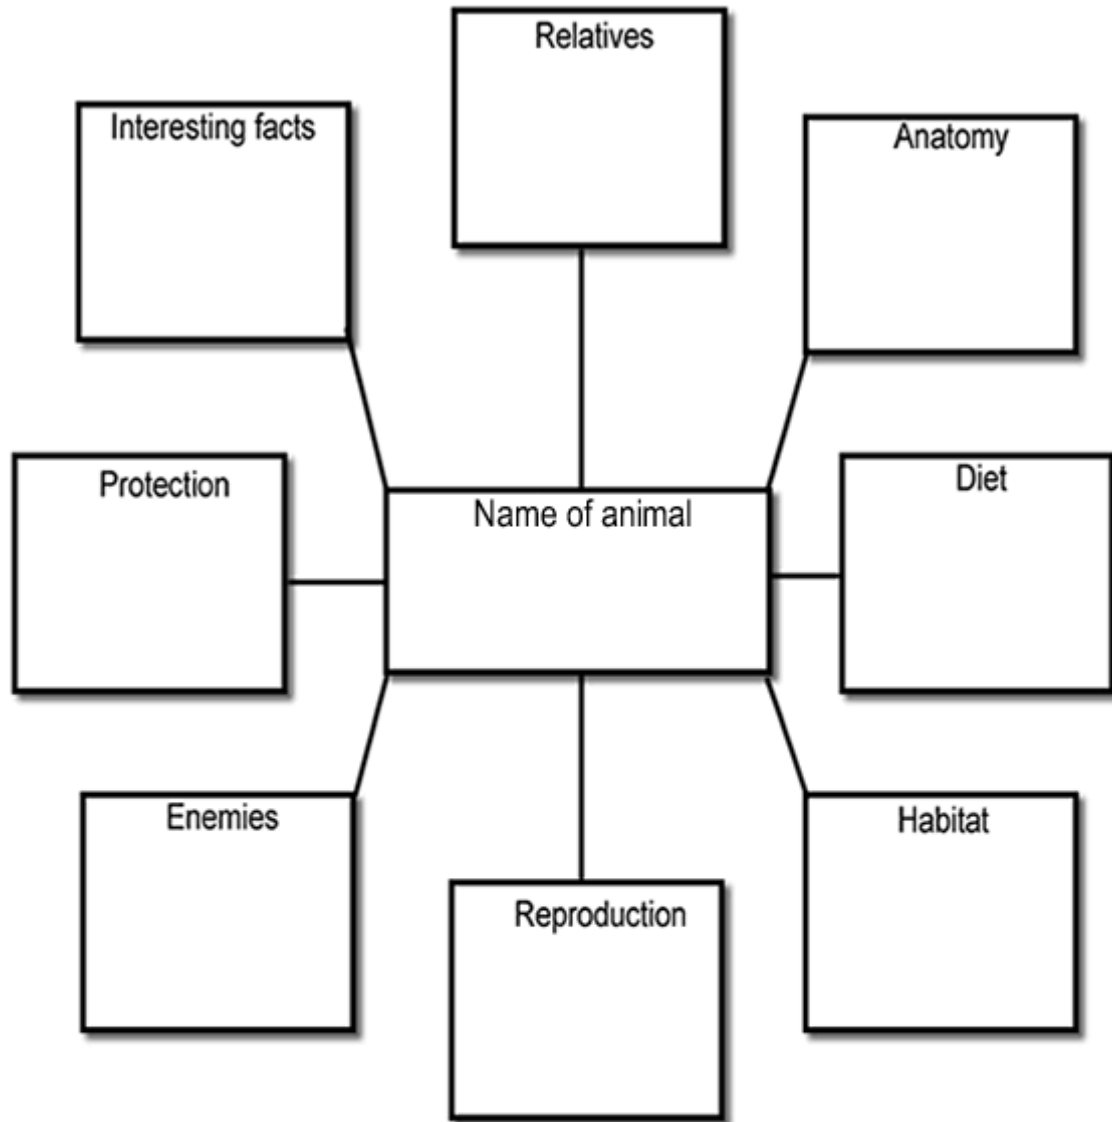 Relatives
Interesting facts
Anatomy
Protection
Name of animal
Diet
Enemies
Habitat
Reproduction